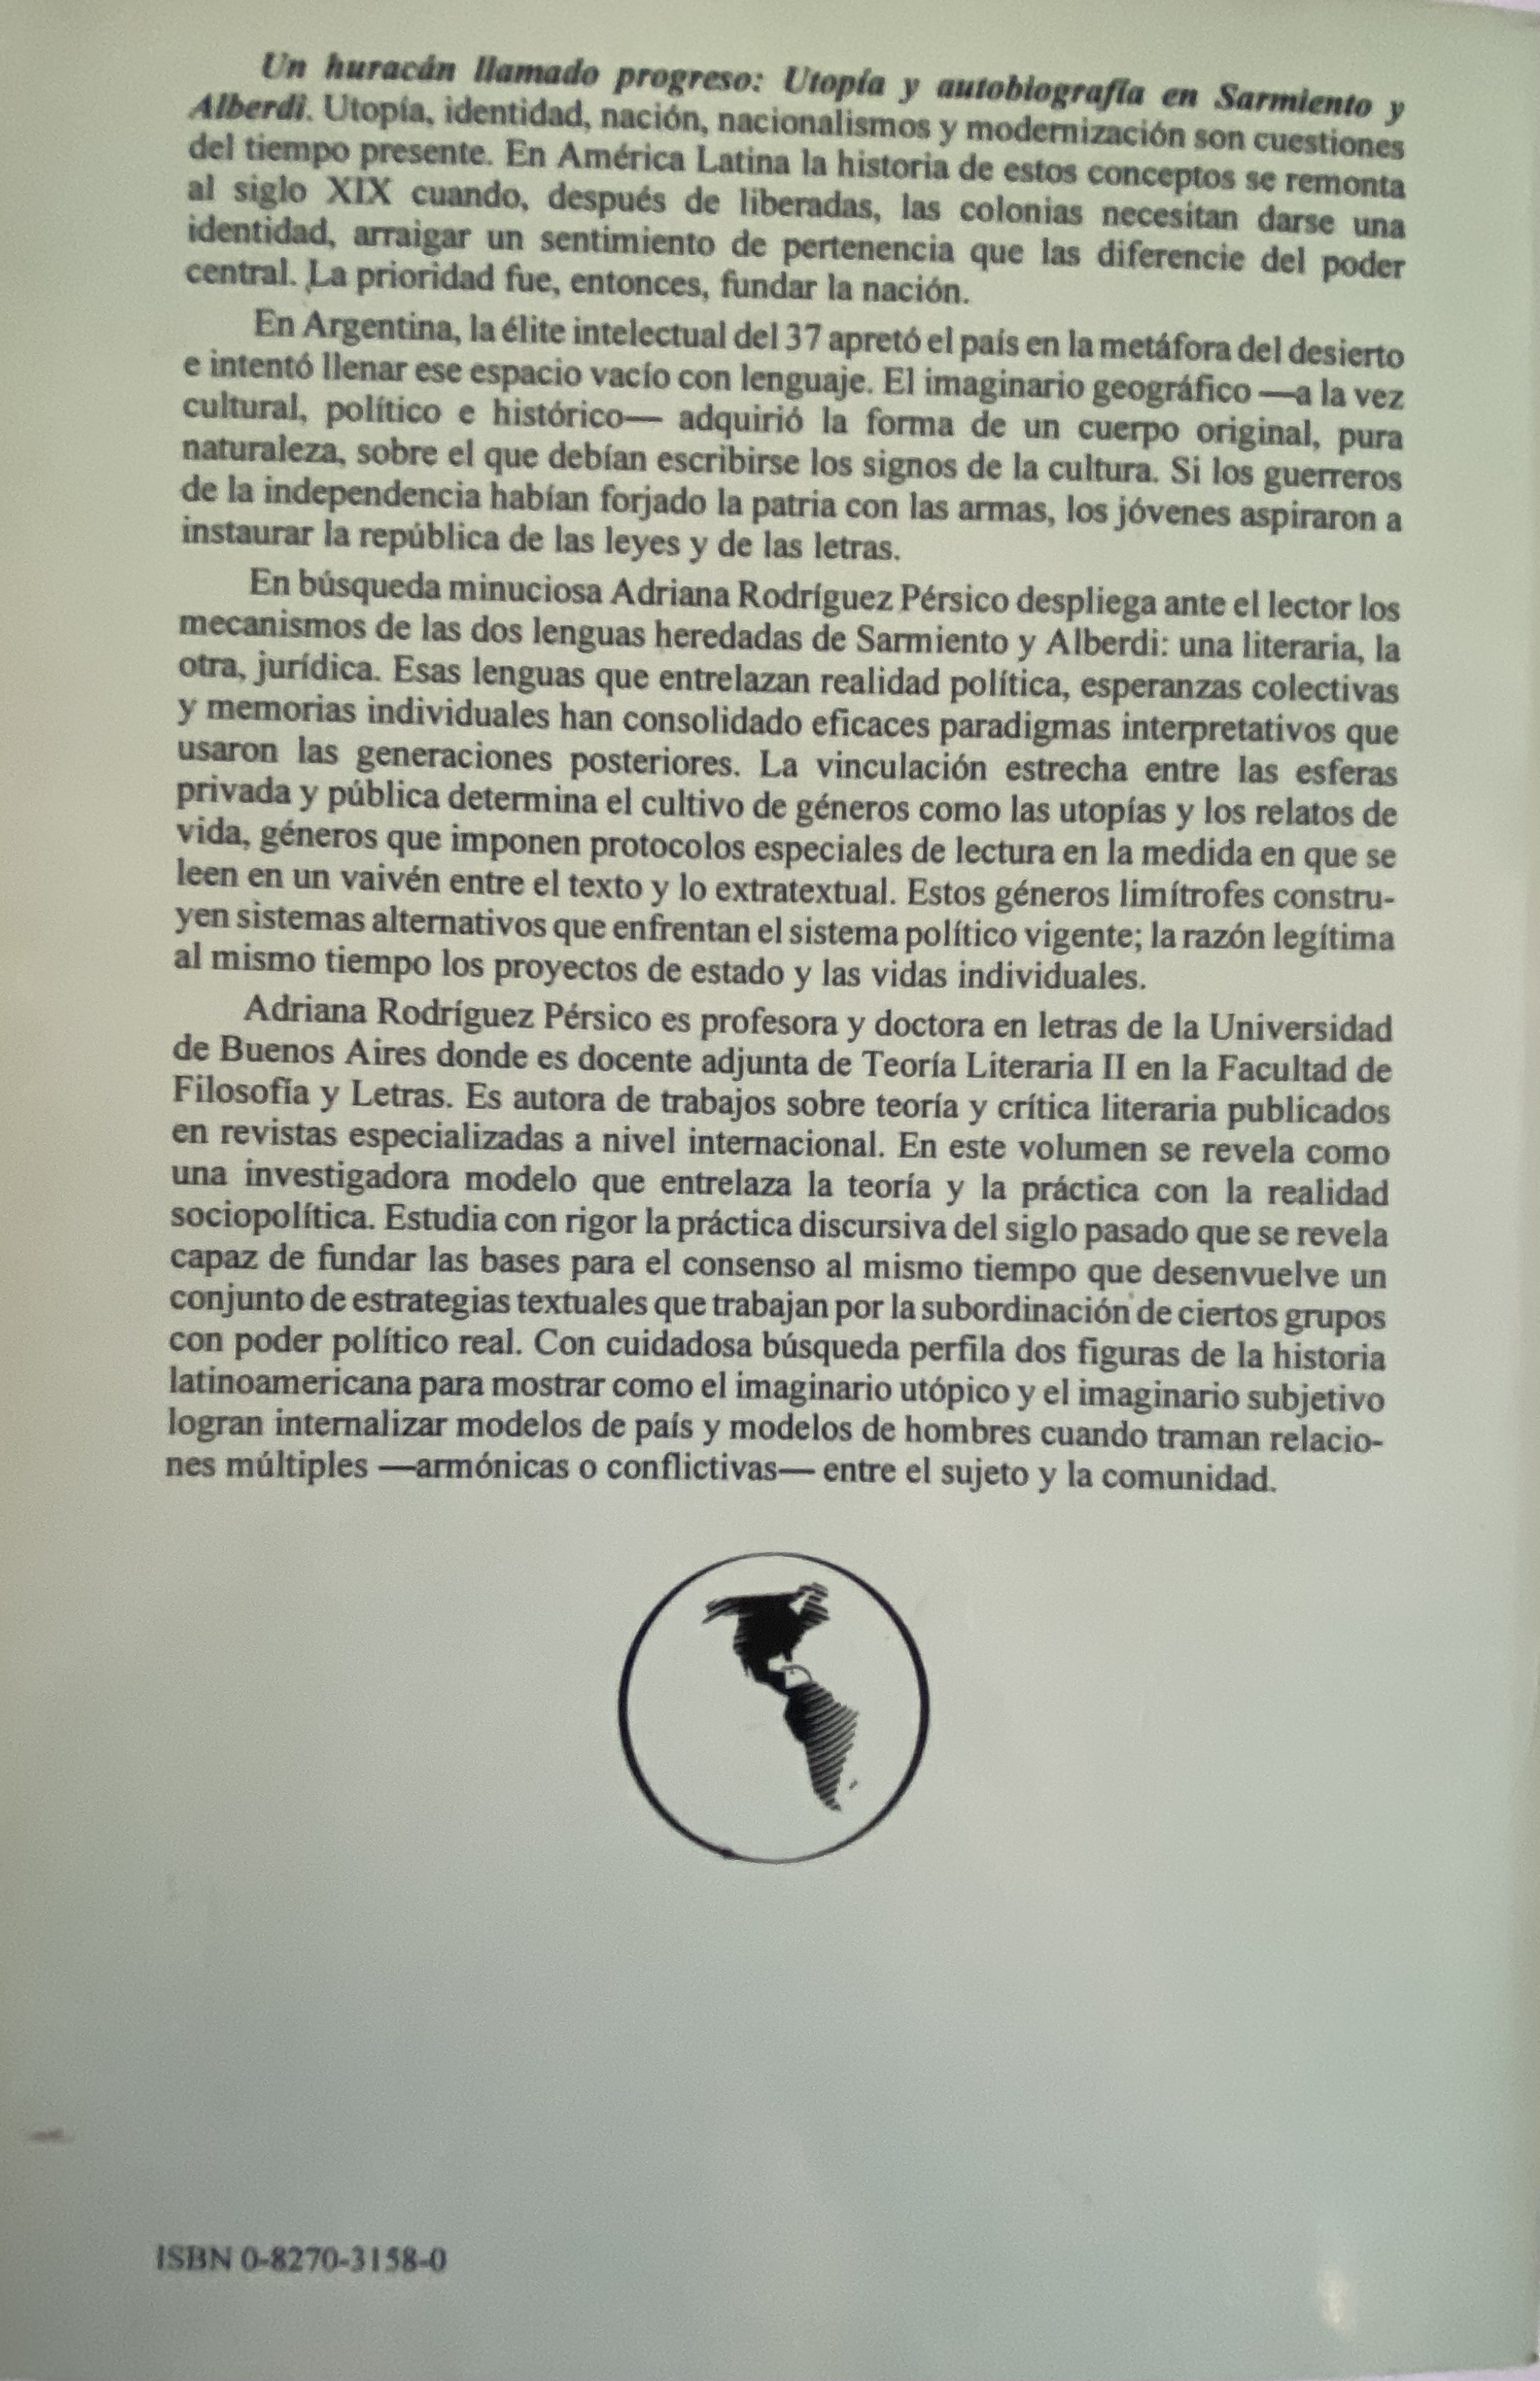 Un huracán llamado progreso: Utopía y autobiografía en Sarmiento y
Alberdi. Utopía, identidad, nación, nacionalismos y modernización son cuestiones
del tiempo presente. En América Latina la historia de estos conceptos se remonta
al siglo XIX cuando, después de liberadas, las colonias necesitan darse una
identidad, arraigar un sentimiento de pertenencia que las diferencie del poder
central. La prioridad fue, entonces, fundar la nación.
En Argentina, la élite intelectual del 37 apretó el país en la metáfora del desierto
e intentó llenar ese espacio vacío con lenguaje. El imaginario geográfico —a la vez
cultural, político e histórico— adquirió la forma de un cuerpo original, pura
naturaleza, sobre el que debían escribirse los signos de la cultura. Si los guerreros
de la independencia habían forjado la patria con las armas, los jóvenes aspiraron a
instaurar la república de las leyes y de las letras.
En búsqueda minuciosa Adriana Rodríguez Pérsico despliega ante el lector los
mecanismos de las dos lenguas heredadas de Sarmiento y Alberdi: una literaria, la
otra, jurídica. Esas lenguas que entrelazan realidad política, esperanzas colectivas
y memorias individuales han consolidado eficaces paradigmas interpretativos que
usaron las generaciones posteriores. La vinculación estrecha entre las esferas
privada y pública determina el cultivo de géneros como las utopías y los relatos de
vida, géneros que imponen protocolos especiales de lectura en la medida en que se
leen en un vaivén entre el texto y lo extratextual. Estos géneros limítrofes constru-
yen sistemas alternativos que enfrentan el sistema político vigente; la razón legítima
al mismo tiempo los proyectos de estado y las vidas individuales.
Adriana Rodríguez Pérsico es profesora y doctora en letras de la Universidad
de Buenos Aires donde es docente adjunta de Teoría Literaria II en la Facultad de
Filosofía y Letras. Es autora de trabajos sobre teoría y crítica literaria publicados
en revistas especializadas a nivel internacional. En este volumen se revela como
una investigadora modelo que entrelaza la teoría y la práctica con la realidad
sociopolítica. Estudia con rigor la práctica discursiva del siglo pasado que se revela
capaz de fundar las bases para el consenso al mismo tiempo que desenvuelve un
conjunto de estrategias textuales que trabajan por la subordinación de ciertos grupos
con poder político real. Con cuidadosa búsqueda perfila dos figuras de la historia
latinoamericana para mostrar como el imaginario utópico y el imaginario subjetivo
logran internalizar modelos de país y modelos de hombres cuando traman relacio-
nes múltiples —armónicas o conflictivas— entre el sujeto y la comunidad.
ISBN 0-8270-3158-0